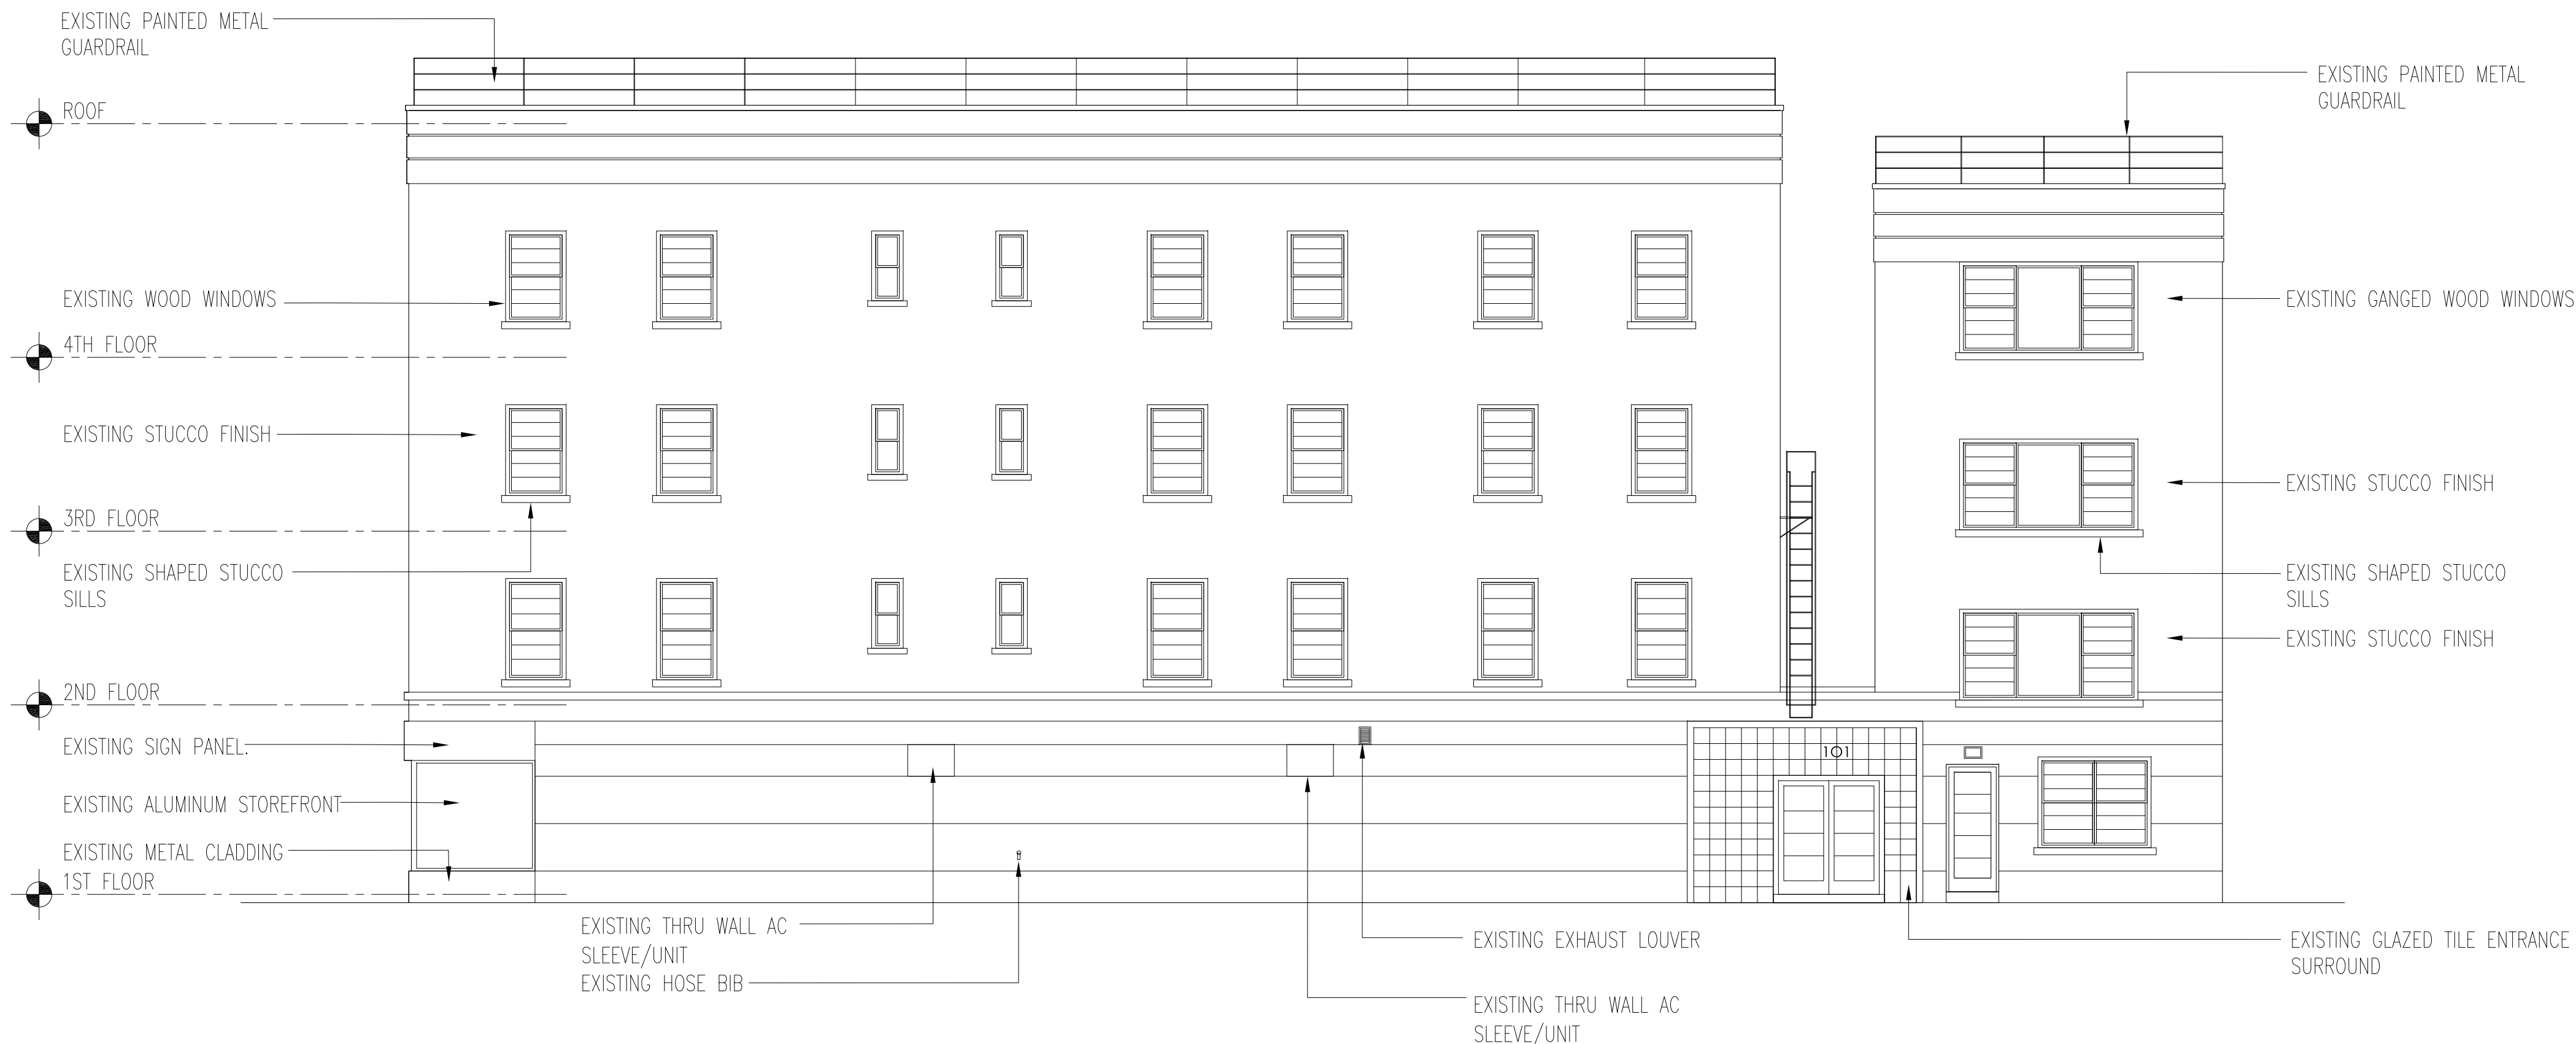 EXISTING PAINTED METAL
GUARDRAIL
ROOF
EXISTING WOOD WINDOWS
4TH FLOOR
EXISTING STUCCO FINISH
3RD FLOOR
EXISTING SHAPED STUCCO
SILLS
2ND FLOOR
EXISTING SIGN PANEL.
EXISTING ALUMINUM STOREFRONT
EXISTING METAL CLADDING
1ST FLOOR
EXISTING THRU WALL AC
SLEEVE/UNIT
EXISTING HOSE BIB
101
EXISTING EXHAUST LOUVER
EXISTING THRU WALL AC
SLEEVE/UNIT
EXISTING PAINTED METAL
GUARDRAIL
EXISTING GANGED WOOD WINDOWS
EXISTING STUCCO FINISH
EXISTING SHAPED STUCCO
SILLS
EXISTING STUCCO FINISH
EXISTING GLAZED TILE ENTRANCE
SURROUND